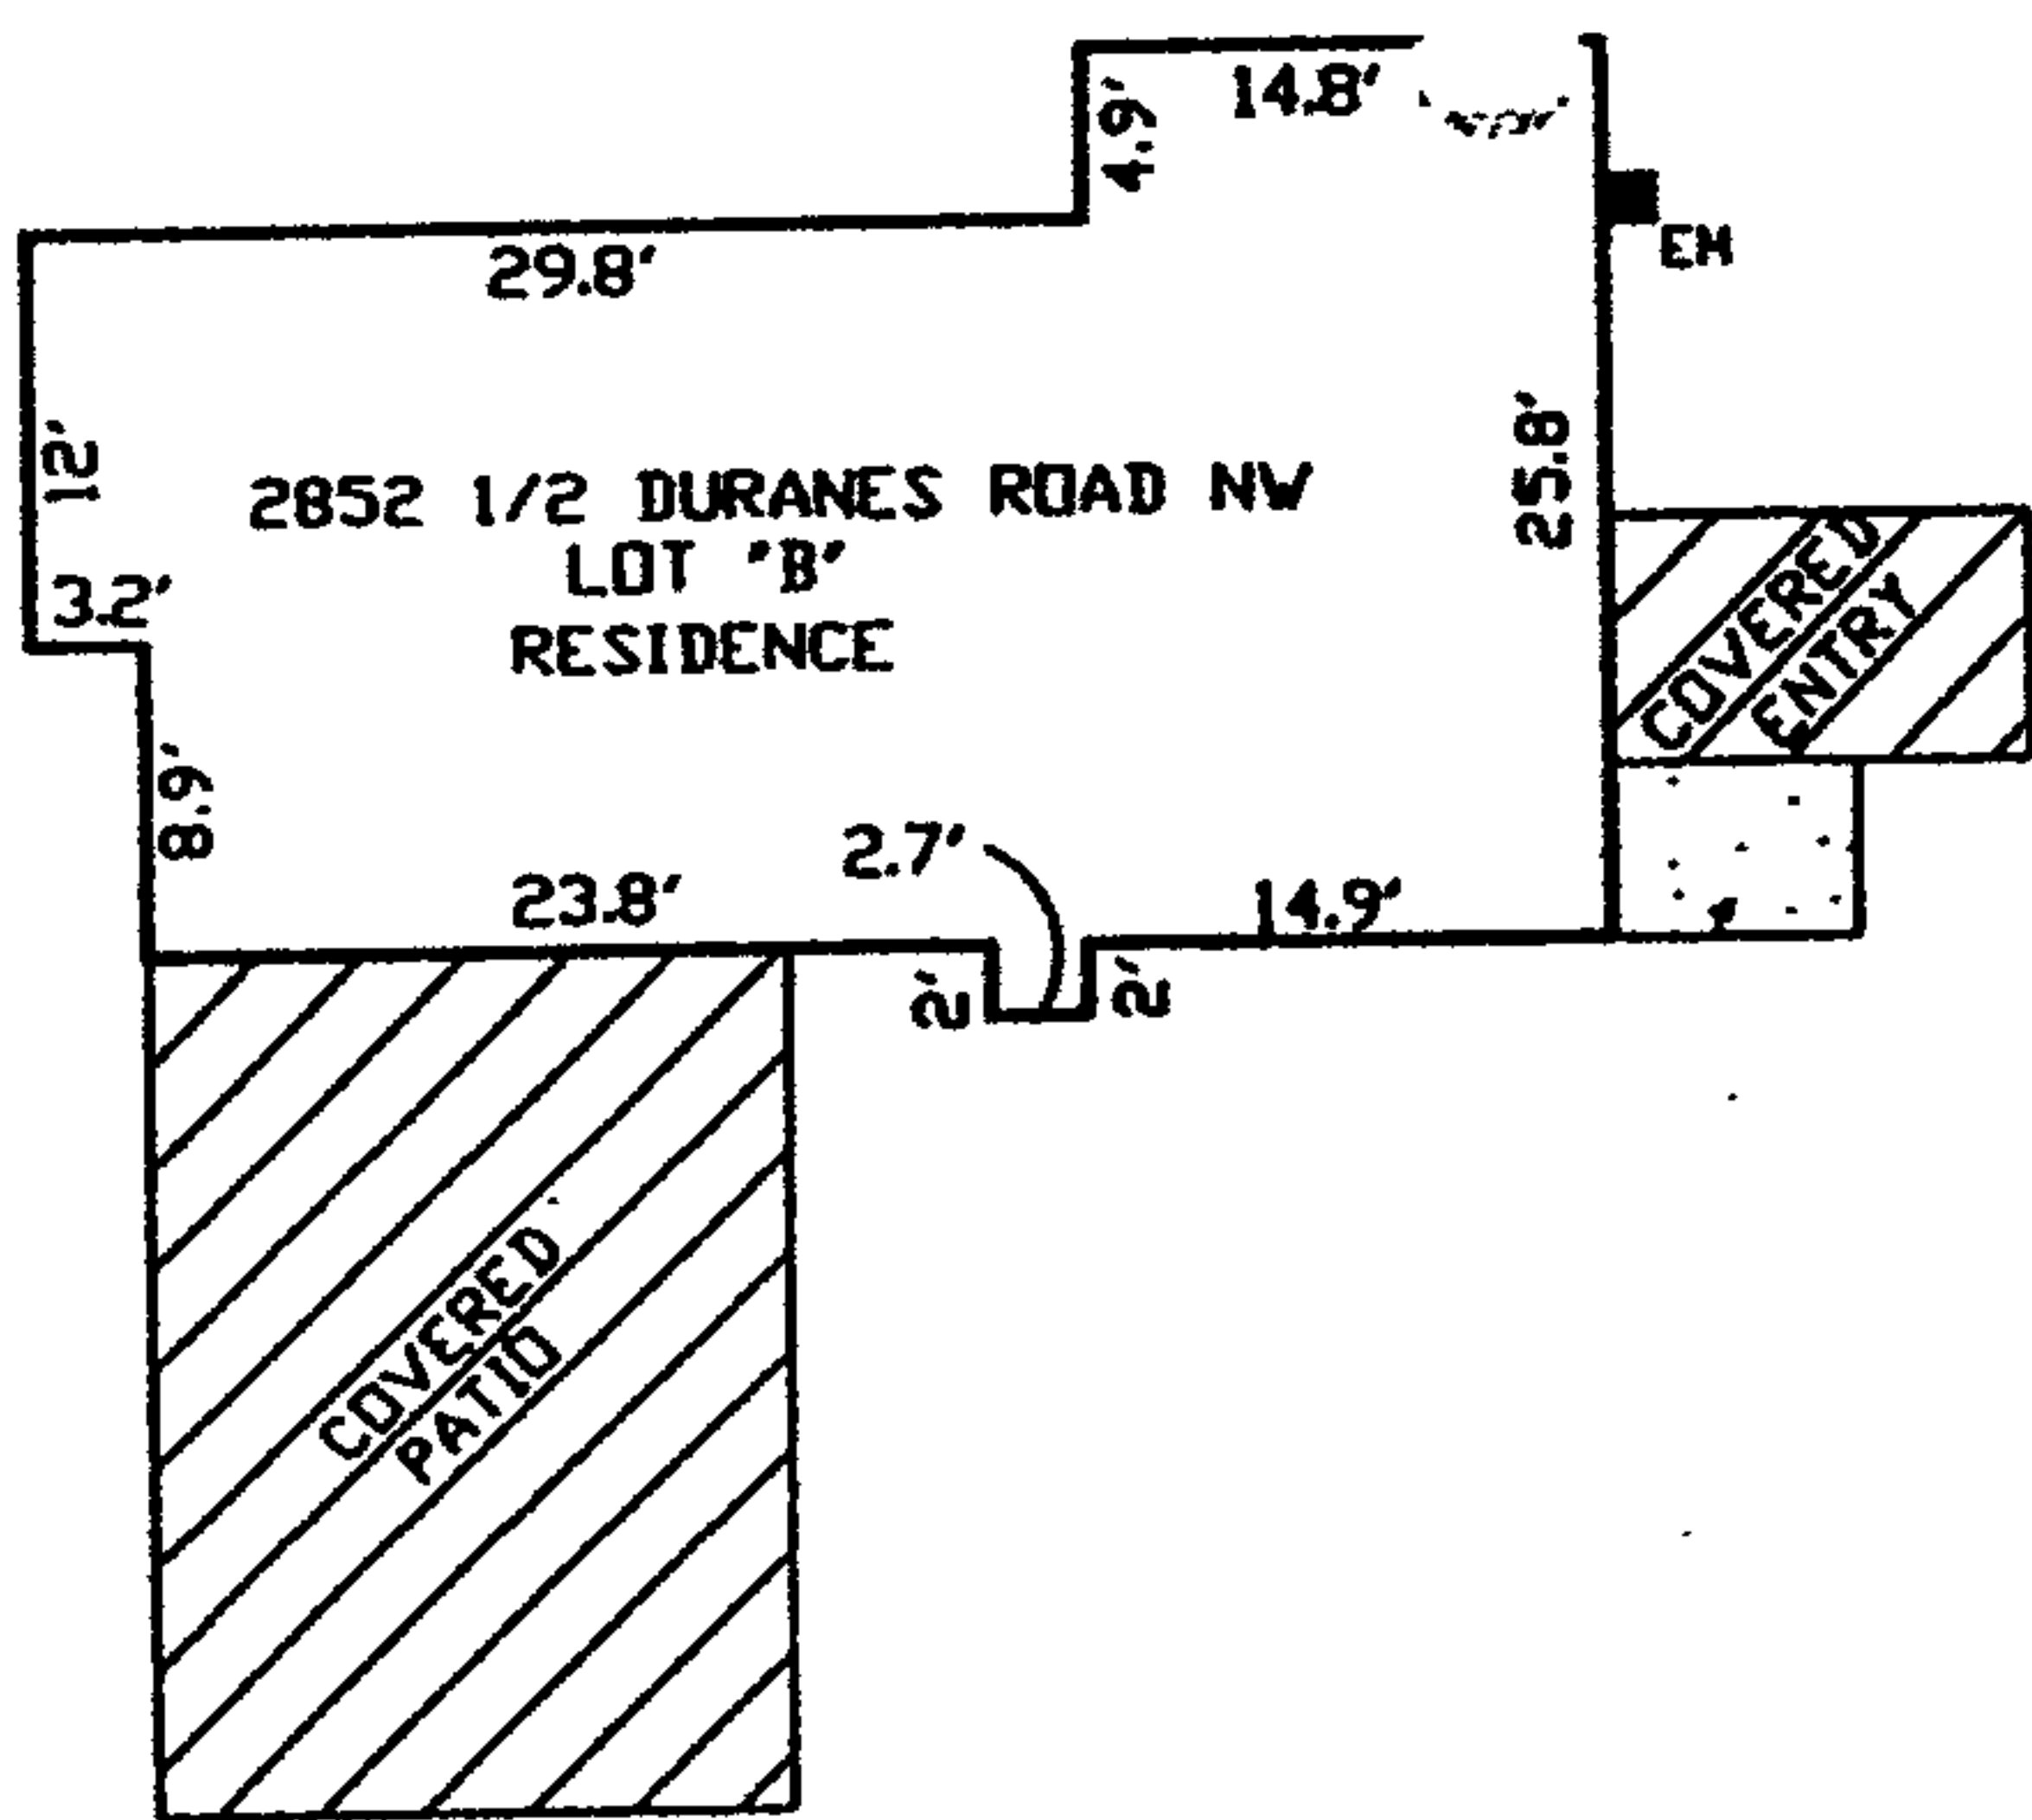 14.8'
4.9'
29.8'
EM
12'
25.8'
2852 1/2 DURANES ROAD NW
LOT 'B'
RESIDENCE
3.2'
COVERED
ENTRY
8.9'
2.7'
23.8'
14.9'
2'
2'
COVERED
PATIO